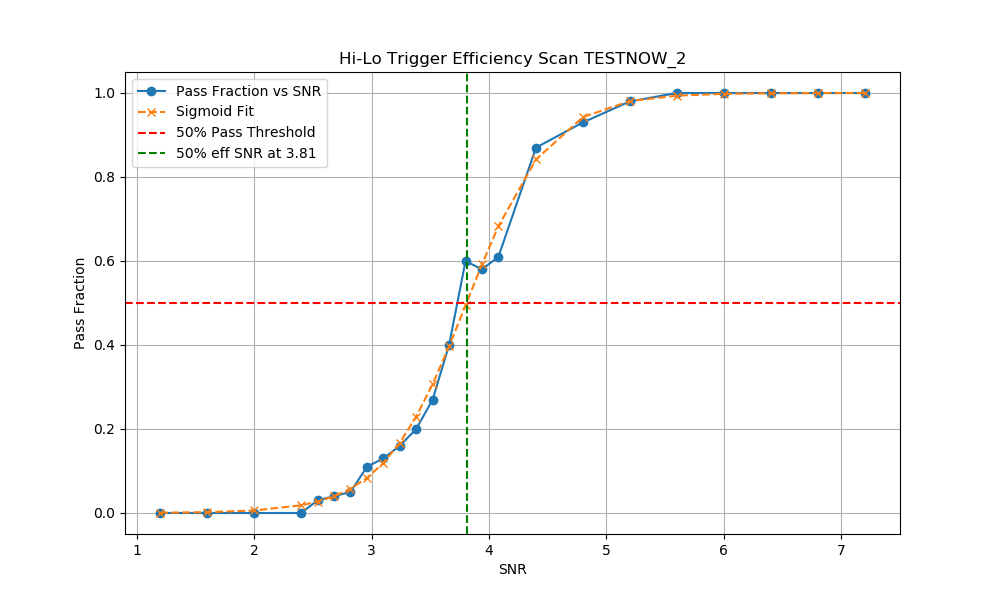 Hi-Lo Trigger Efficiency Scan TESTNOW_2
Pass Fraction vs SNR
Sigmoid Fit
50% Pass Threshold
50% eff SNR at 3.81
Pass Fraction
1.0
0.8
0.6
0.4
0.2
0.0
1 2 3 4 5 6 7
SNR